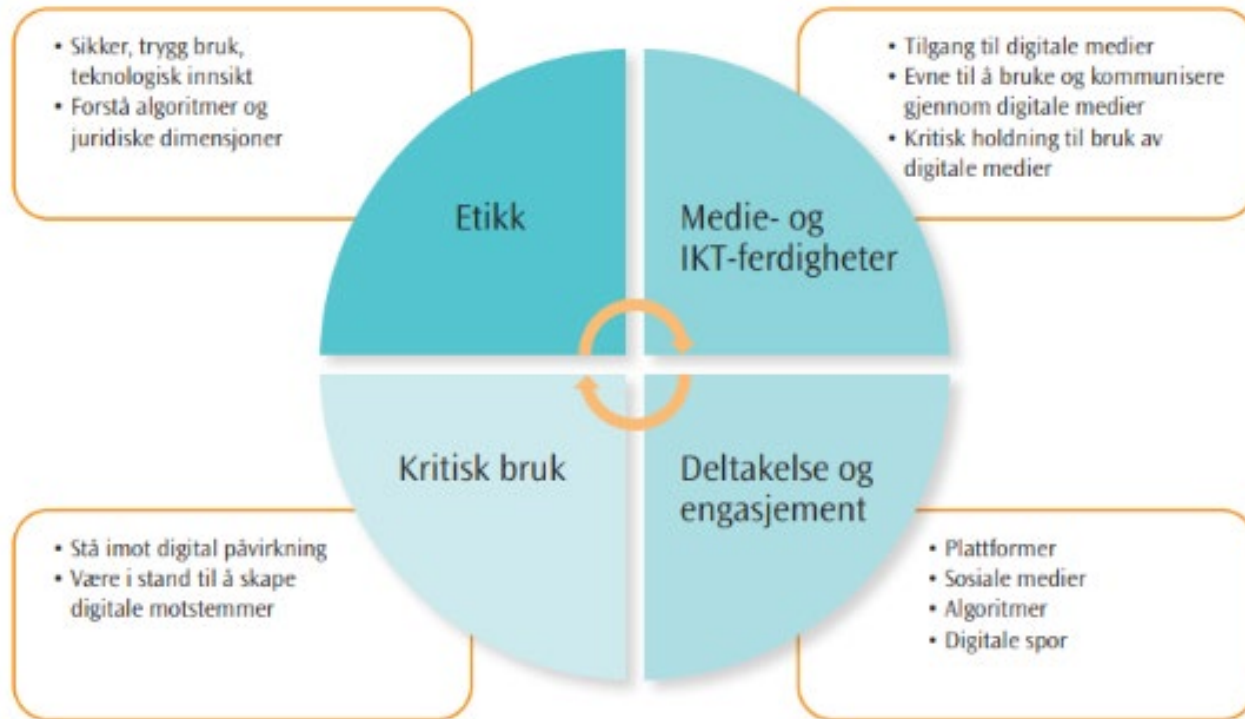 • Sikker, trygg bruk,
teknologisk innsikt
• Forstå algoritmer og
juridiske dimensjoner
• Tilgang til digitale medier
• Evne til å bruke og kommunisere
gjennom digitale medier
• Kritisk holdning til bruk av
digitale medier
Etikk
Medie- og
IKT-ferdigheter
Kritisk bruk
Deltakelse og
engasjement
• Stå imot digital påvirkning
• Være i stand til å skape
digitale motstemmer
• Plattformer
• Sosiale medier
• Algoritmer
• Digitale spor